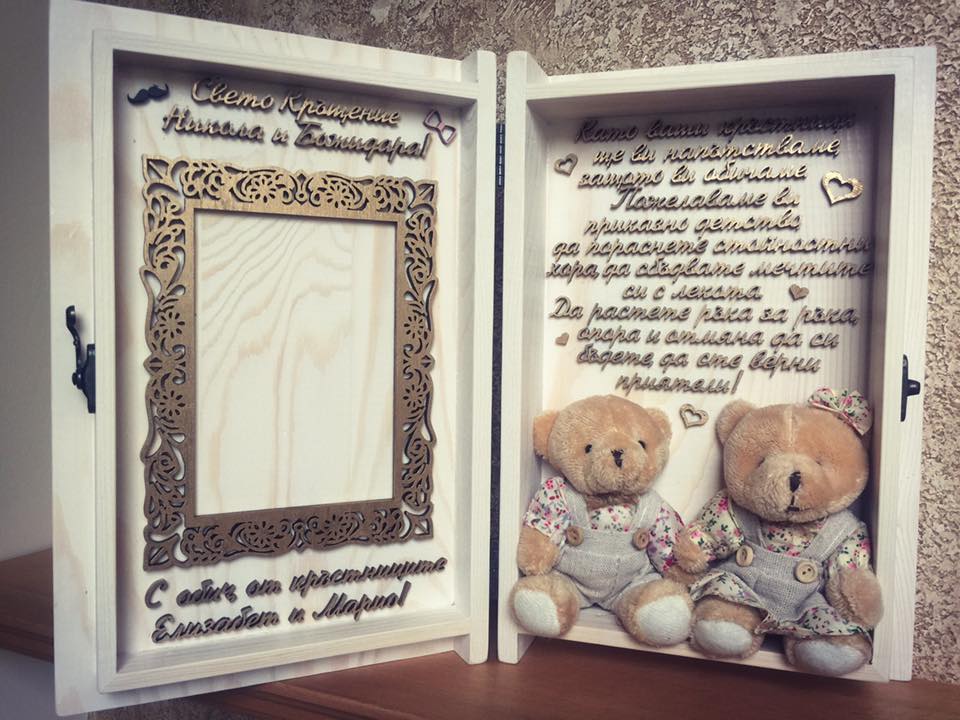 Свето Кръщение
Никола и Божидара!
С обич, от кръстниците
Елизабет и Марио!
Като ваши кръстници
ще ви напътстваме,
защото ви обичаме.
Пожелаваме ви
приказно детство,
да пораснете стойностни
хора, да сбъдвате мечтите
си с лекота.
Да растете ръка за ръка,
опора и отмяна да си
бъдете, да сте верни
приятели!